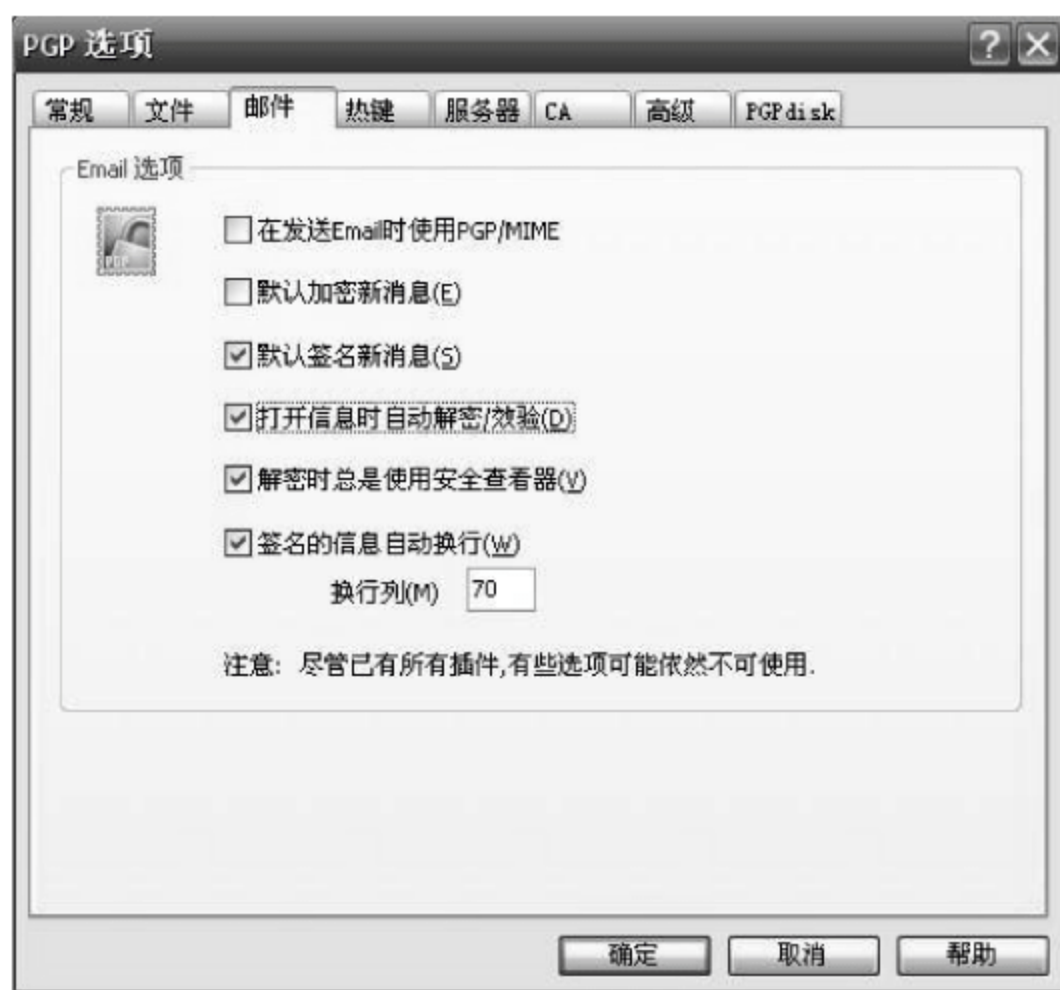 PGP 选项
常规 文件 邮件 热键 服务器 CA 高级 PGPdisk
Email 选项
PGP
在发送Email时使用PGP/MIME
默认加密新消息(E)
默认签名新消息(S)
打开信息时自动解密/效验(D)
解密时总是使用安全查看器(V)
签名的信息自动换行(W)
换行列(M) 70
注意: 尽管已有所有插件,有些选项可能依然不可使用.
确定 取消 帮助